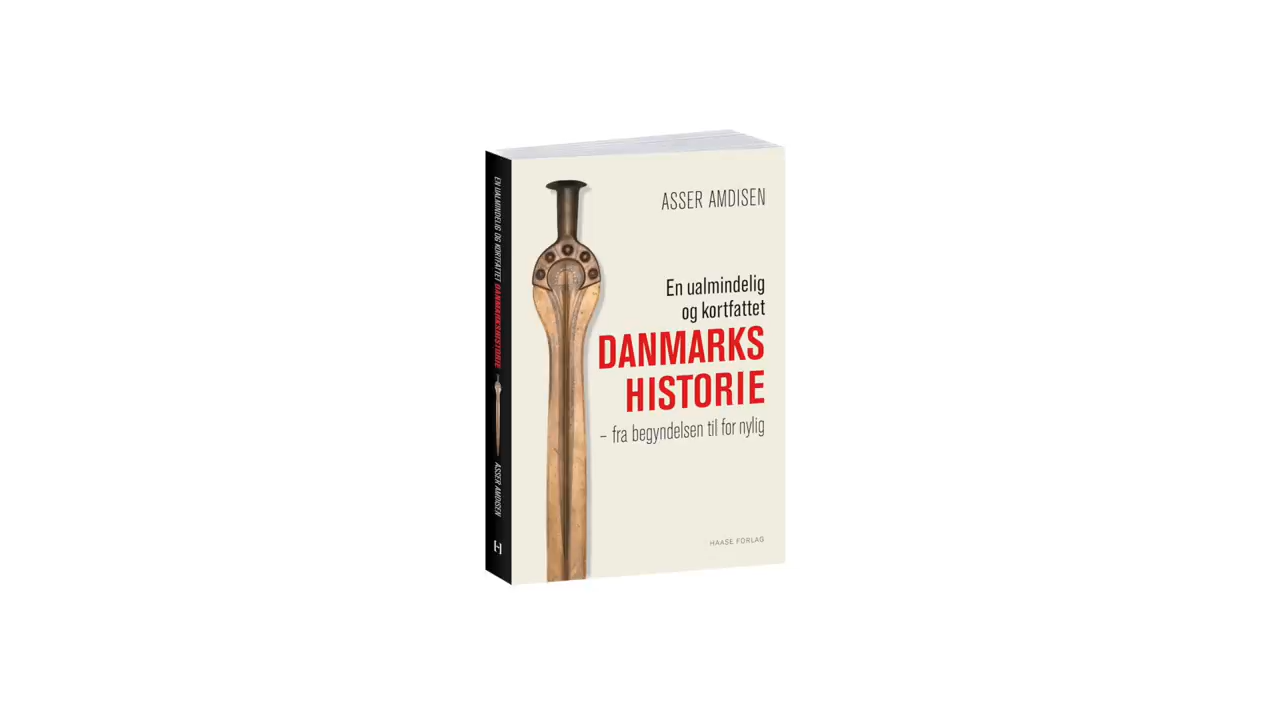 EN UALMINDELIG OG KORTFATTET DANMARKSHISTORIE
ASSER AMDISEN
H
ASSER AMDISEN
En ualmindelig
og kortfattet
DANMARKS
HISTORIE
– fra begyndelsen til for nylig
HAASE FORLAG